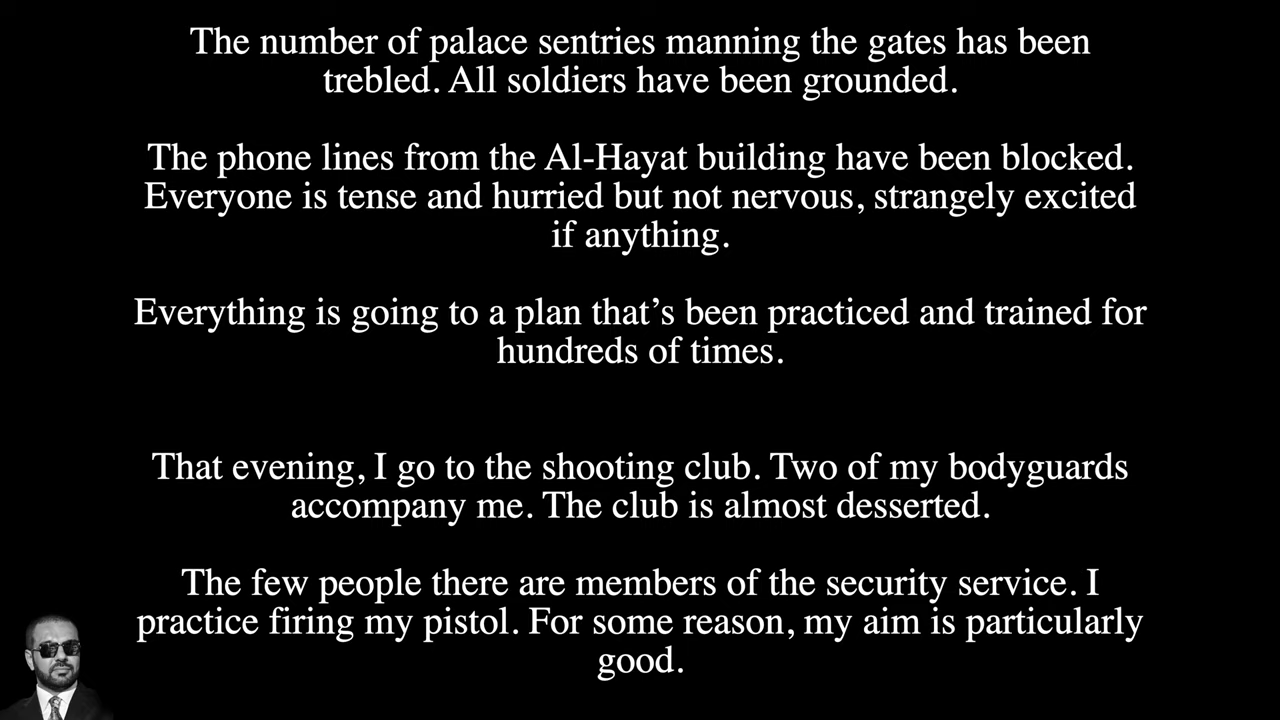 The number of palace sentries manning the gates has been
trebled. All soldiers have been grounded.
The phone lines from the Al-Hayat building have been blocked.
Everyone is tense and hurried but not nervous, strangely excited
if anything.
Everything is going to a plan that’s been practiced and trained for
hundreds of times.
That evening, I go to the shooting club. Two of my bodyguards
accompany me. The club is almost desserted.
The few people there are members of the security service. I
practice firing my pistol. For some reason, my aim is particularly
good.